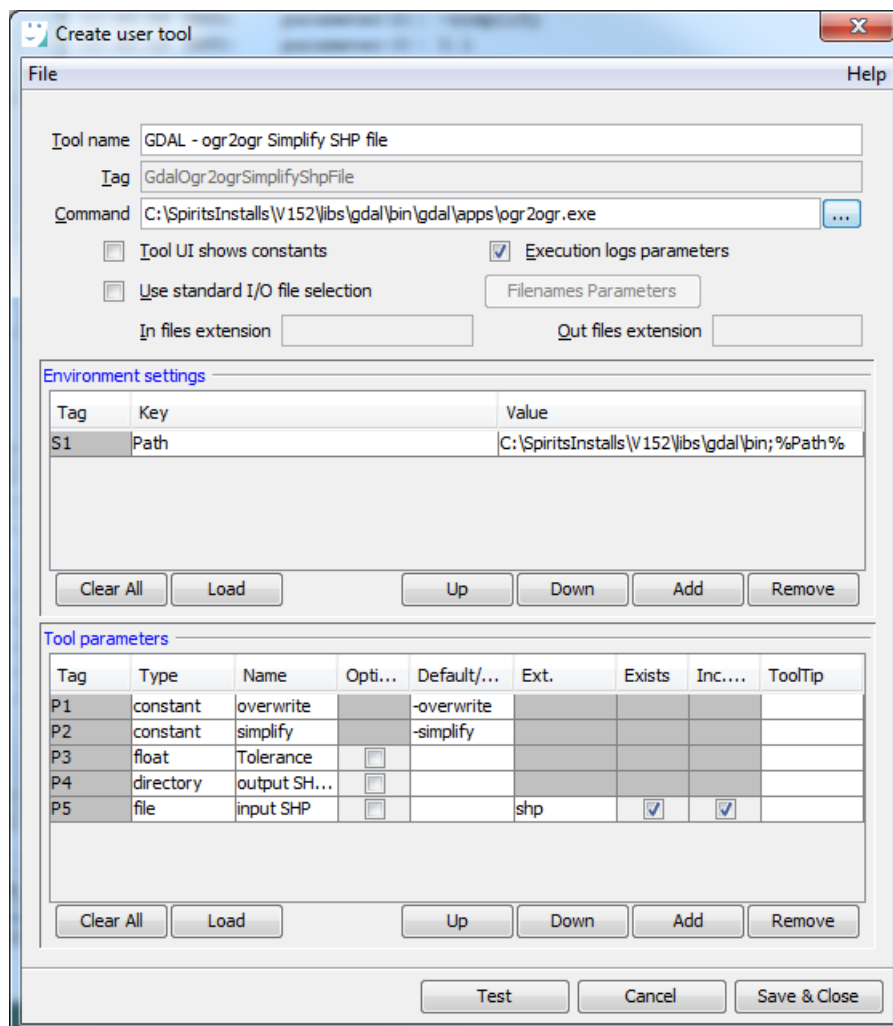 Create user tool
File Help
Tool name GDAL - ogr2ogr Simplify SHP file
Tag GdalOgr2ogrSimplifyShpFile
Command C:\SpiritsInstalls\V152\libs\gdal\bin\gdal\apps\ogr2ogr.exe ...
Tool UI shows constants Execution logs parameters
Use standard I/O file selection Filenames Parameters
In files extension Out files extension
Environment settings
Tag Key Value
S1 Path C:\SpiritsInstalls\V152\libs\gdal\bin;%Path%
Clear All Load Up Down Add Remove
Tool parameters
Tag Type Name Opti... Default/... Ext. Exists Inc.... ToolTip
P1 constant overwrite -overwrite
P2 constant simplify -simplify
P3 float Tolerance
P4 directory output SH...
P5 file input SHP shp
Clear All Load Up Down Add Remove
Test Cancel Save & Close